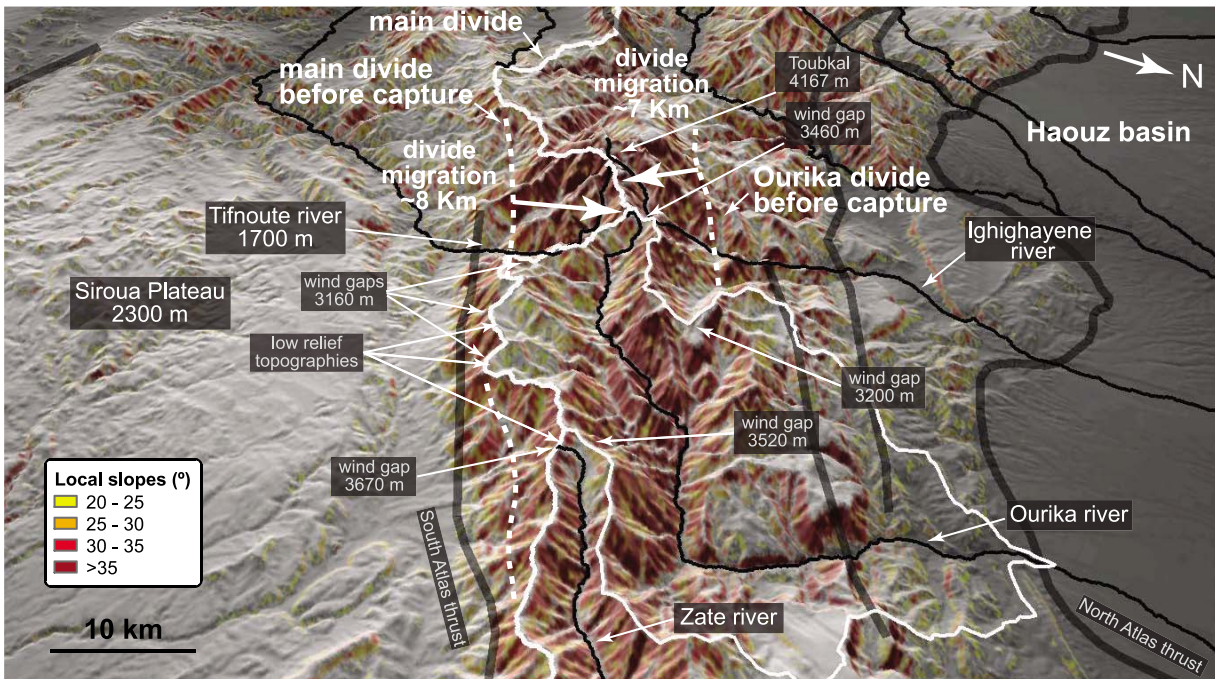 main divide
main divide
before capture
divide
migration
~7 Km
Toubkal
4167 m
wind gap
3460 m
N
Haouz basin
divide
migration
~8 Km
Ourika divide
before capture
Tifnoute river
1700 m
Ighighayene
river
Siroua Plateau
2300 m
wind gaps
3160 m
low relief
topographies
wind gap
3200 m
wind gap
3520 m
wind gap
3670 m
Local slopes (º)
20 - 25
25 - 30
30 - 35
>35
South Atlas thrust
Ourika river
Zate river
North Atlas thrust
10 km